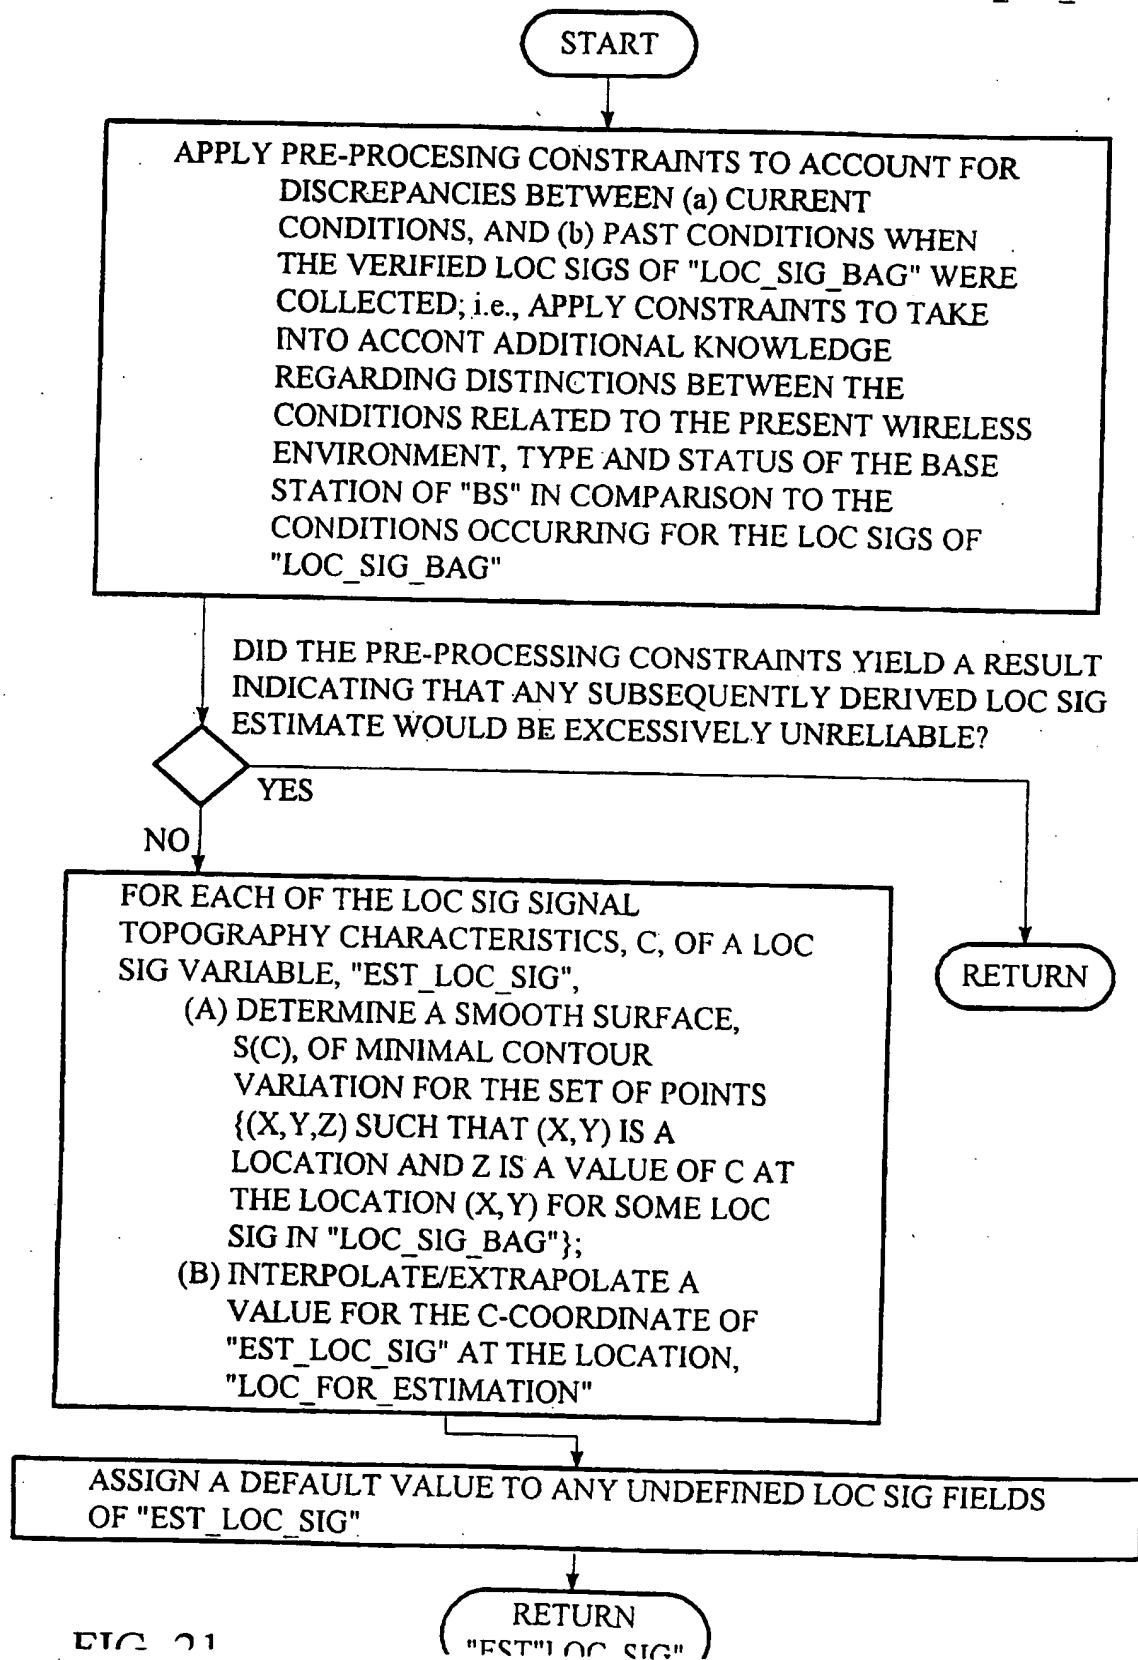 START
APPLY PRE-PROCESING CONSTRAINTS TO ACCOUNT FOR
DISCREPANCIES BETWEEN (a) CURRENT
CONDITIONS, AND (b) PAST CONDITIONS WHEN
THE VERIFIED LOC SIGS OF "LOC_SIG_BAG" WERE
COLLECTED; i.e., APPLY CONSTRAINTS TO TAKE
INTO ACCONT ADDITIONAL KNOWLEDGE
REGARDING DISTINCTIONS BETWEEN THE
CONDITIONS RELATED TO THE PRESENT WIRELESS
ENVIRONMENT, TYPE AND STATUS OF THE BASE
STATION OF "BS" IN COMPARISON TO THE
CONDITIONS OCCURRING FOR THE LOC SIGS OF
"LOC_SIG_BAG"
DID THE PRE-PROCESSING CONSTRAINTS YIELD A RESULT
INDICATING THAT ANY SUBSEQUENTLY DERIVED LOC SIG
ESTIMATE WOULD BE EXCESSIVELY UNRELIABLE?
YES
NO
FOR EACH OF THE LOC SIG SIGNAL
TOPOGRAPHY CHARACTERISTICS, C, OF A LOC
SIG VARIABLE, "EST_LOC_SIG",
(A) DETERMINE A SMOOTH SURFACE,
S(C), OF MINIMAL CONTOUR
VARIATION FOR THE SET OF POINTS
{(X,Y,Z) SUCH THAT (X,Y) IS A
LOCATION AND Z IS A VALUE OF C AT
THE LOCATION (X,Y) FOR SOME LOC
SIG IN "LOC_SIG_BAG"};
(B) INTERPOLATE/EXTRAPOLATE A
VALUE FOR THE C-COORDINATE OF
"EST_LOC_SIG" AT THE LOCATION,
"LOC_FOR_ESTIMATION"
RETURN
ASSIGN A DEFAULT VALUE TO ANY UNDEFINED LOC SIG FIELDS
OF "EST_LOC_SIG"
RETURN
"EST"LOC_SIG"
FIG. 21